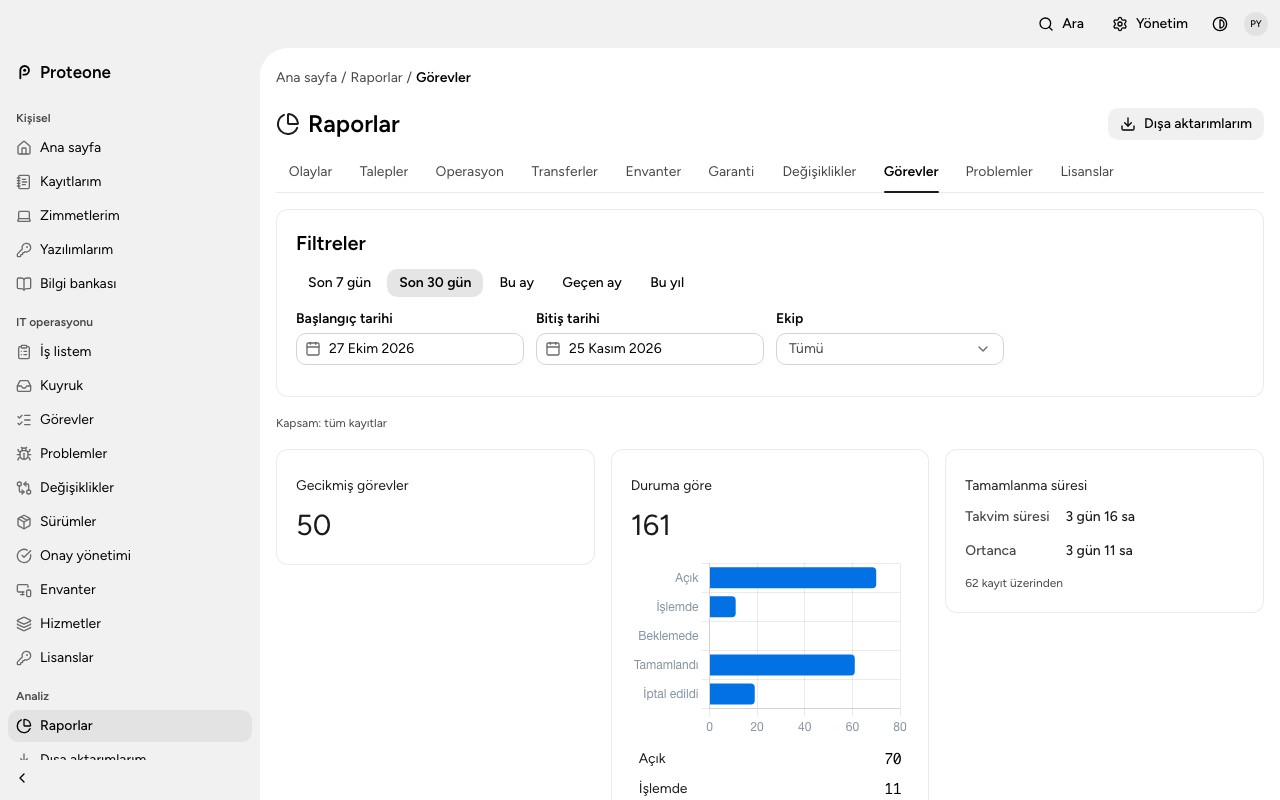 Ara
Yönetim
PY
Proteone
Kişisel
Ana sayfa
Kayıtlarım
Zimmetlerim
Yazılımlarım
Bilgi bankası
IT operasyonu
İş listem
Kuyruk
Görevler
Problemler
Değişiklikler
Sürümler
Onay yönetimi
Envanter
Hizmetler
Lisanslar
Analiz
Raporlar
Dışa aktarımlarım
Ana sayfa / Raporlar / Görevler
Raporlar
Dışa aktarımlarım
Olaylar Talepler Operasyon Transferler Envanter Garanti Değişiklikler Görevler Problemler Lisanslar
Filtreler
Son 7 gün Son 30 gün Bu ay Geçen ay Bu yıl
Başlangıç tarihi Bitiş tarihi Ekip
27 Ekim 2026 25 Kasım 2026 Tümü
Kapsam: tüm kayıtlar
Gecikmiş görevler
50
Duruma göre
161
Açık
İşlemde
Beklemede
Tamamlandı
İptal edildi
0 20 40 60 80
Açık 70
İşlemde 11
Tamamlanma süresi
Takvim süresi 3 gün 16 sa
Ortanca 3 gün 11 sa
62 kayıt üzerinden